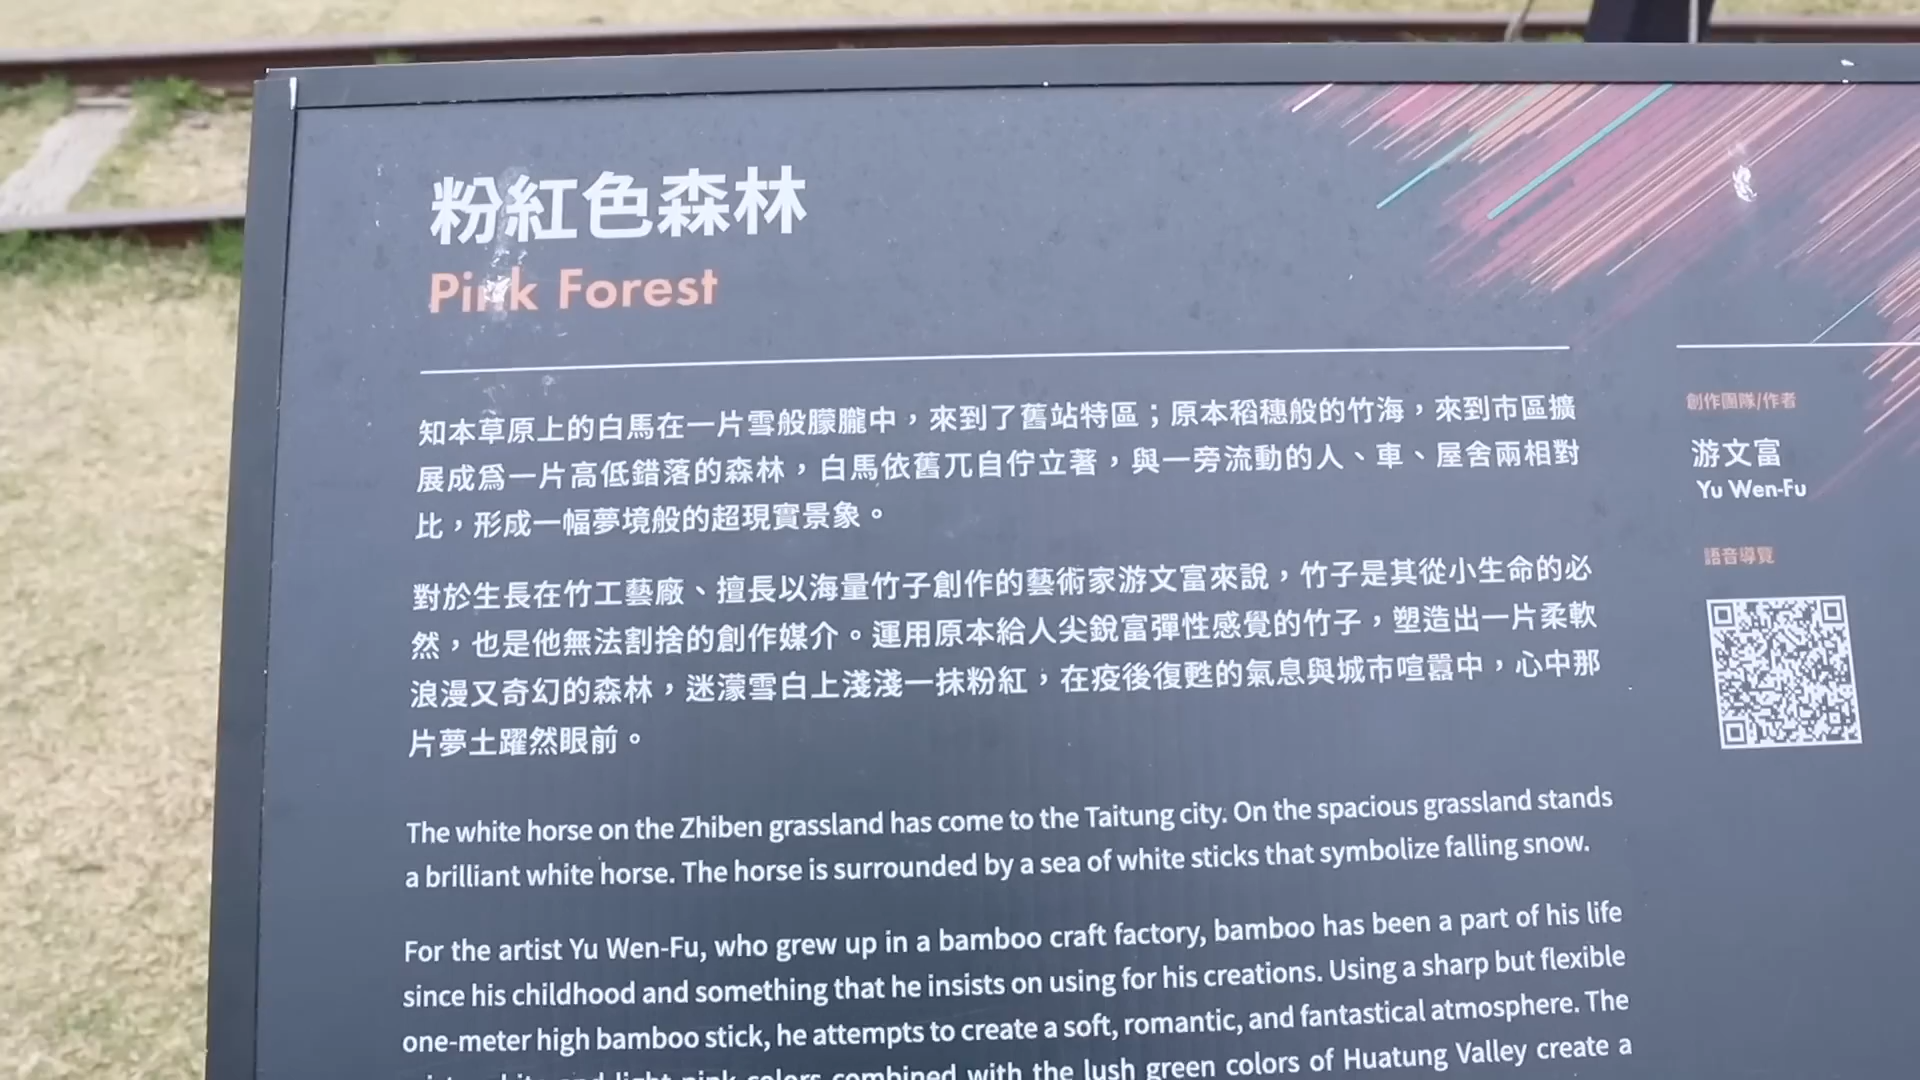 粉紅色森林
Pink Forest
知本草原上的白馬在一片雪般朦朧中，來到了舊站特區；原本稻穗般的竹海，來到市區擴
展成爲一片高低錯落的森林，白馬依舊兀自佇立著，與一旁流動的人、車、屋舍兩相對
比，形成一幅夢境般的超現實景象。
對於生長在竹工藝廠、擅長以海量竹子創作的藝術家游文富來說，竹子是其從小生命的必
然，也是他無法割捨的創作媒介。運用原本給人尖銳富彈性感覺的竹子，塑造出一片柔軟
浪漫又奇幻的森林，迷濛雪白上淺淺一抹粉紅，在疫後復甦的氣息與城市喧囂中，心中那
片夢土躍然眼前。
The white horse on the Zhiben grassland has come to the Taitung city. On the spacious grassland stands
a brilliant white horse. The horse is surrounded by a sea of white sticks that symbolize falling snow.
For the artist Yu Wen-Fu, who grew up in a bamboo craft factory, bamboo has been a part of his life
since his childhood and something that he insists on using for his creations. Using a sharp but flexible
one-meter high bamboo stick, he attempts to create a soft, romantic, and fantastical atmosphere. The
and light pink colors combined with the lush green colors of Huatung Valley create a
創作團隊/作者
游文富
Yu Wen-Fu
語音導覽